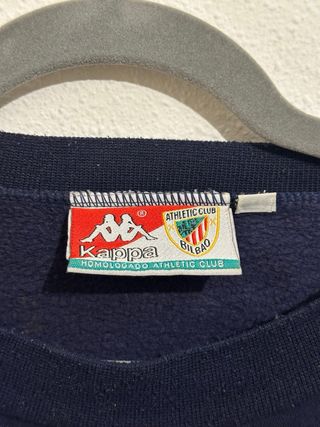 ®
Kappa
ATHLETIC CLUB
BILBAO
HOMOLOGADO ATHLETIC CLUB